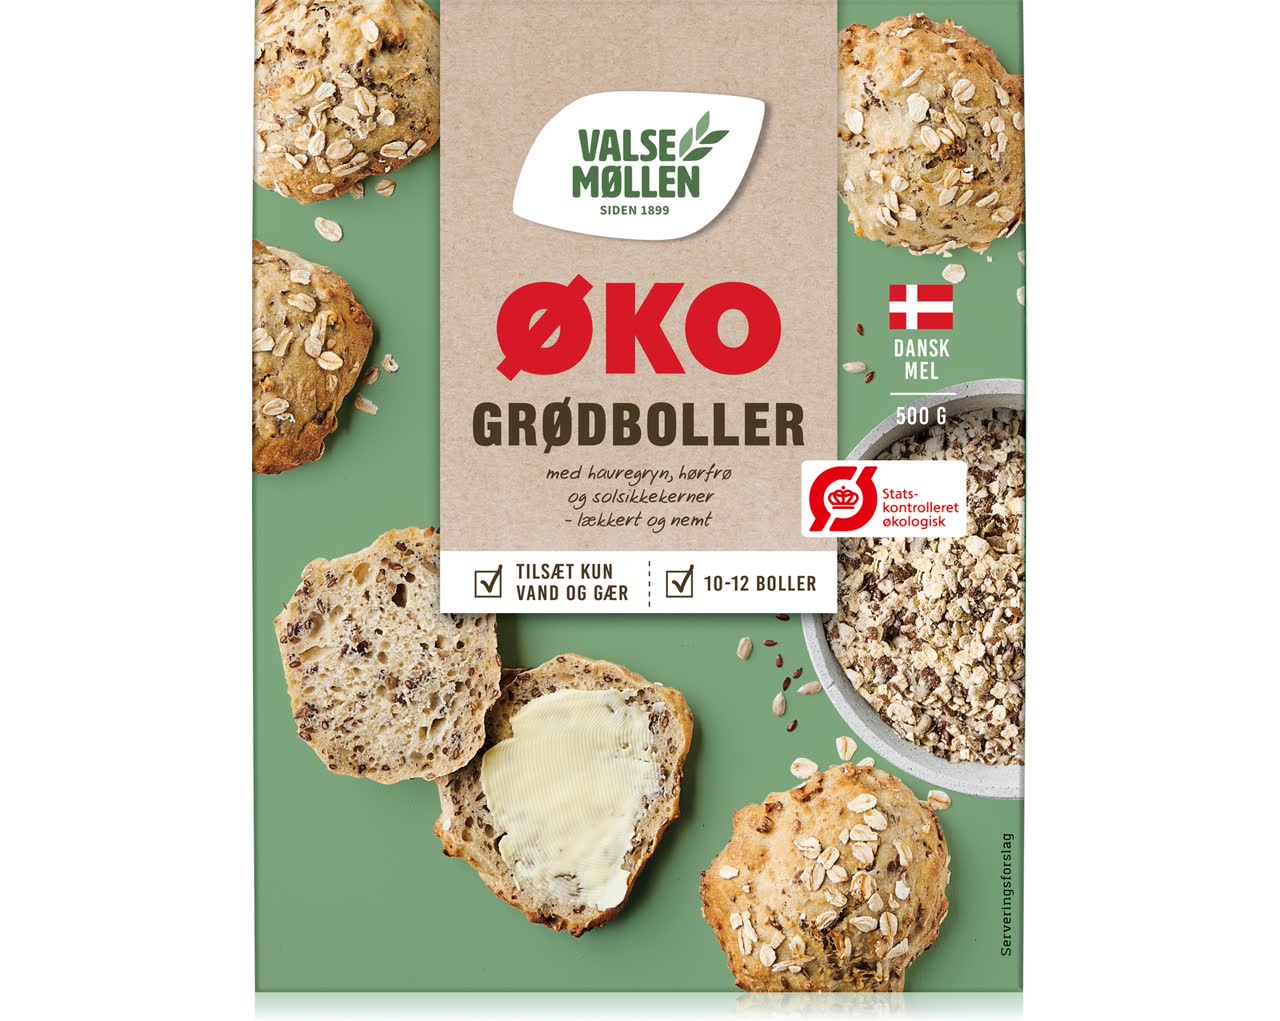 VALSE
MØLLEN
SIDEN 1899
ØKO
GRØDBOLLER
med havregryn, hørfrø
og solsikkekerner
- lækkert og nemt
TILSÆT KUN
VAND OG GÆR
10-12 BOLLER
DANSK
MEL
500 G
Ø
Stats-
kontrolleret
økologisk
Serveringsforslag